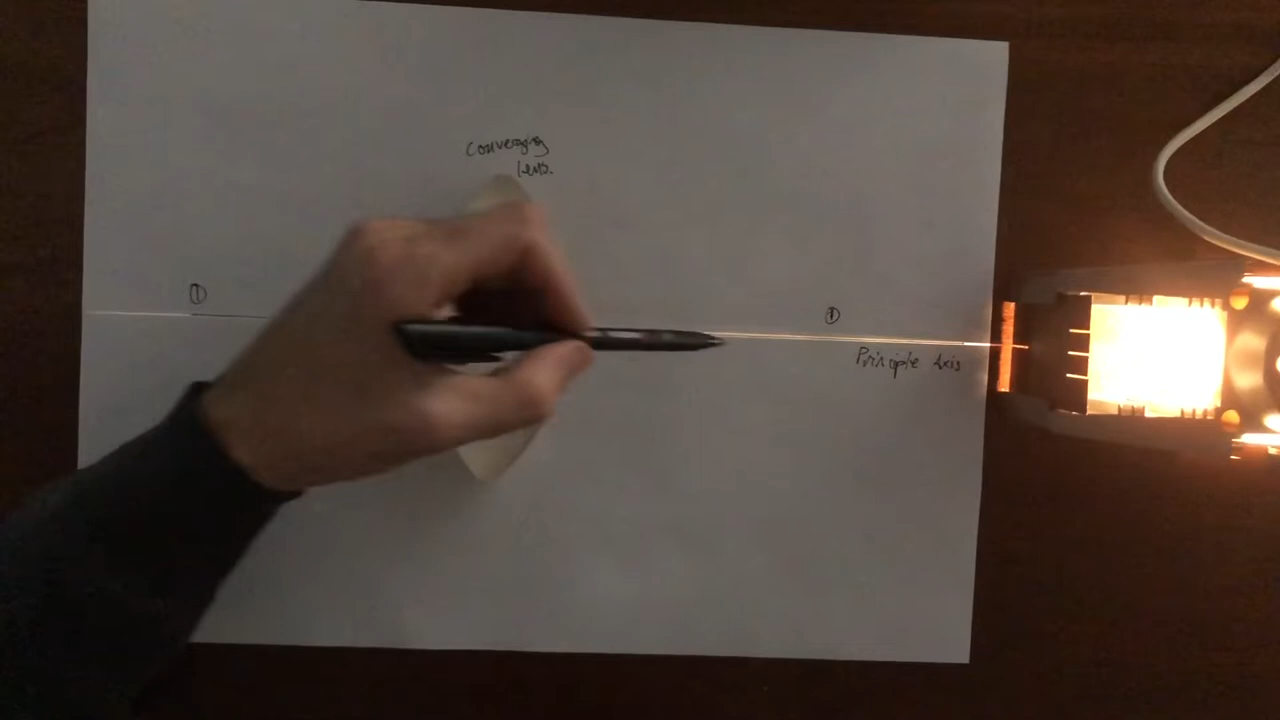 converging
lens.
①
①
Principle Axis